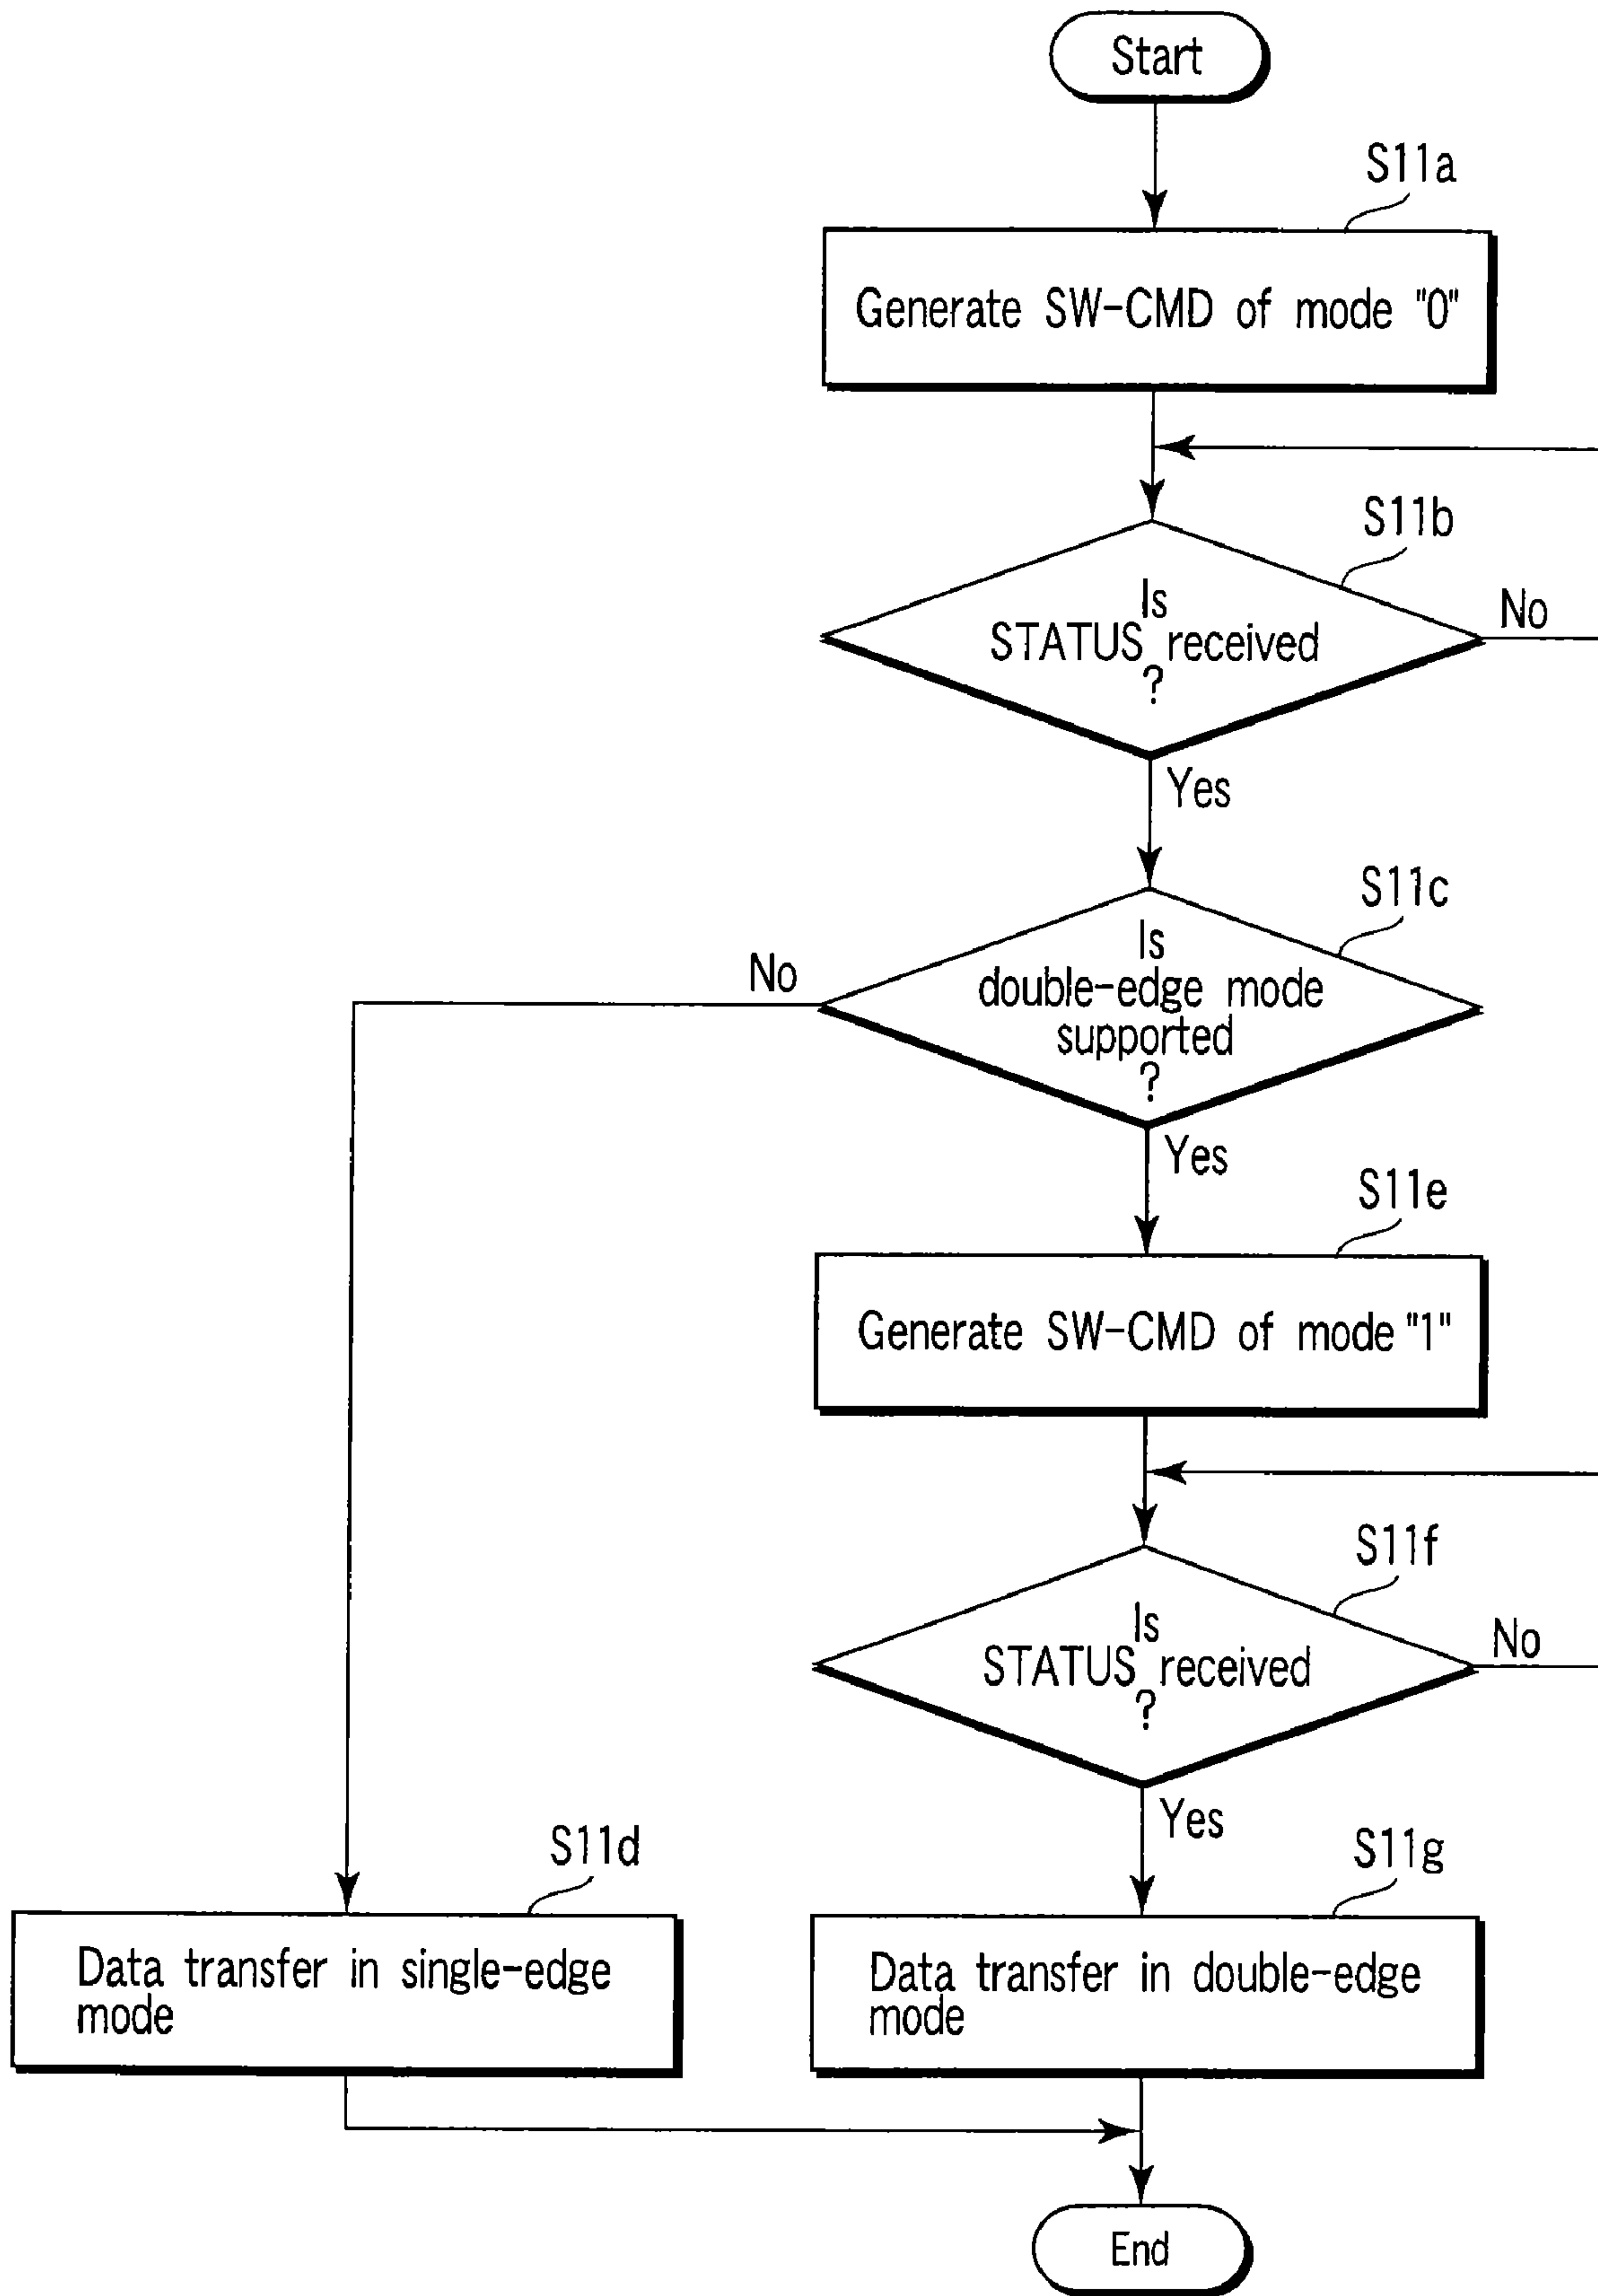 Start
S11a
Generate SW-CMD of mode "0"
S11b
Is
STATUS received
?
No
Yes
S11c
Is
double-edge mode
supported
?
No
Yes
S11e
Generate SW-CMD of mode "1"
S11f
Is
STATUS received
?
No
Yes
S11d
S11g
Data transfer in single-edge
mode
Data transfer in double-edge
mode
End